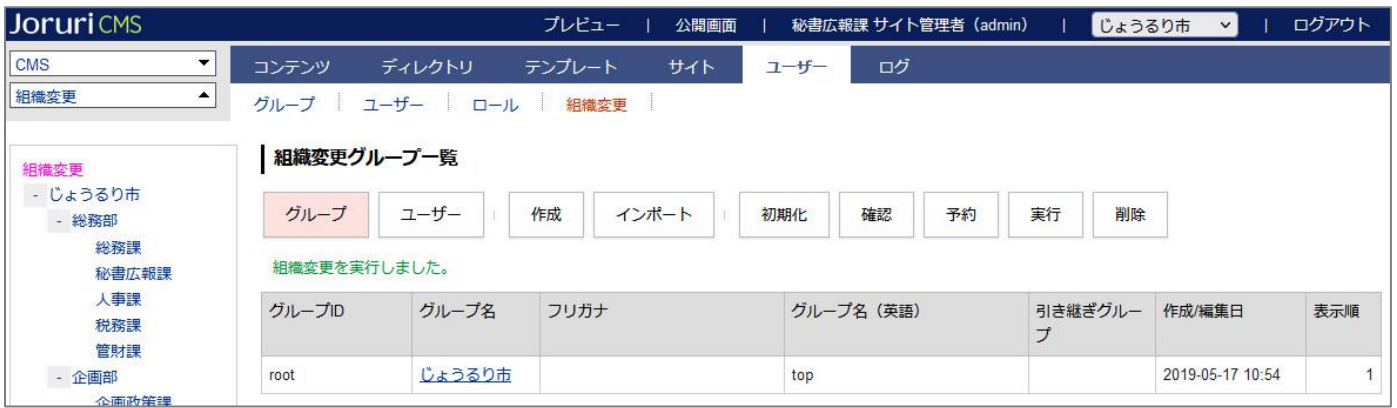 Joruri CMS
プレビュー | 公開画面 | 秘書広報課 サイト管理者（admin） | じょうるり市 | ログアウト
CMS
組織変更
コンテンツ ディレクトリ テンプレート サイト ユーザー ログ
グループ ユーザー ロール 組織変更
組織変更
- じょうるり市
- 総務部
総務課
秘書広報課
人事課
税務課
管財課
- 企画部
企画政策課
組織変更グループ一覧
グループ ユーザー 作成 インポート 初期化 確認 予約 実行 削除
組織変更を実行しました。
グループID グループ名 フリガナ グループ名（英語） 引き継ぎグループ 作成/編集日 表示順
root じょうるり市 top 2019-05-17 10:54 1